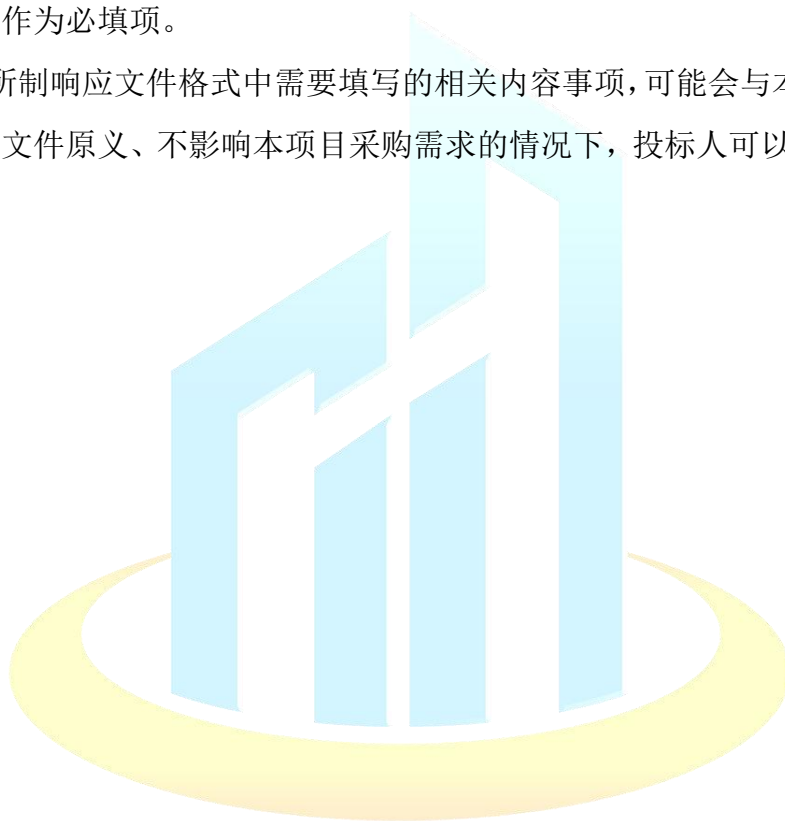 作为必填项。
所制响应文件格式中需要填写的相关内容事项，可能会与本
文件原义、不影响本项目采购需求的情况下，投标人可以